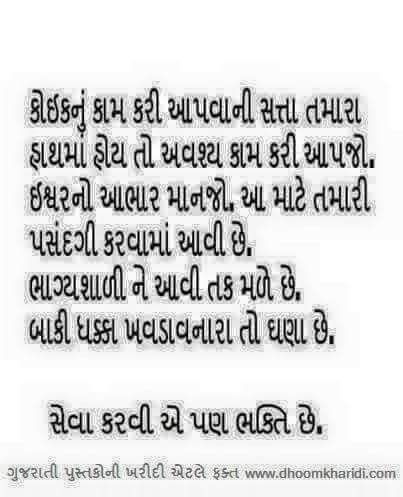 કોઇકનું કામ કરી આપવાની સત્તા તમારા
હાથમાં હોય તો અવશ્ય કામ કરી આપજો.
ઇશ્વરનો આભાર માનજો. આ માટે તમારી
પસંદગી કરવામાં આવી છે.
ભાગ્યશાળી ને આવી તક મળે છે.
બાકી ધક્કા ખવડાવનારા તો ઘણા છે.
સેવા કરવી એ પણ ભક્તિ છે.
ગુજરાતી પુસ્તકોની ખરીદી એટલે ફક્ત www.dhoomkharidi.com